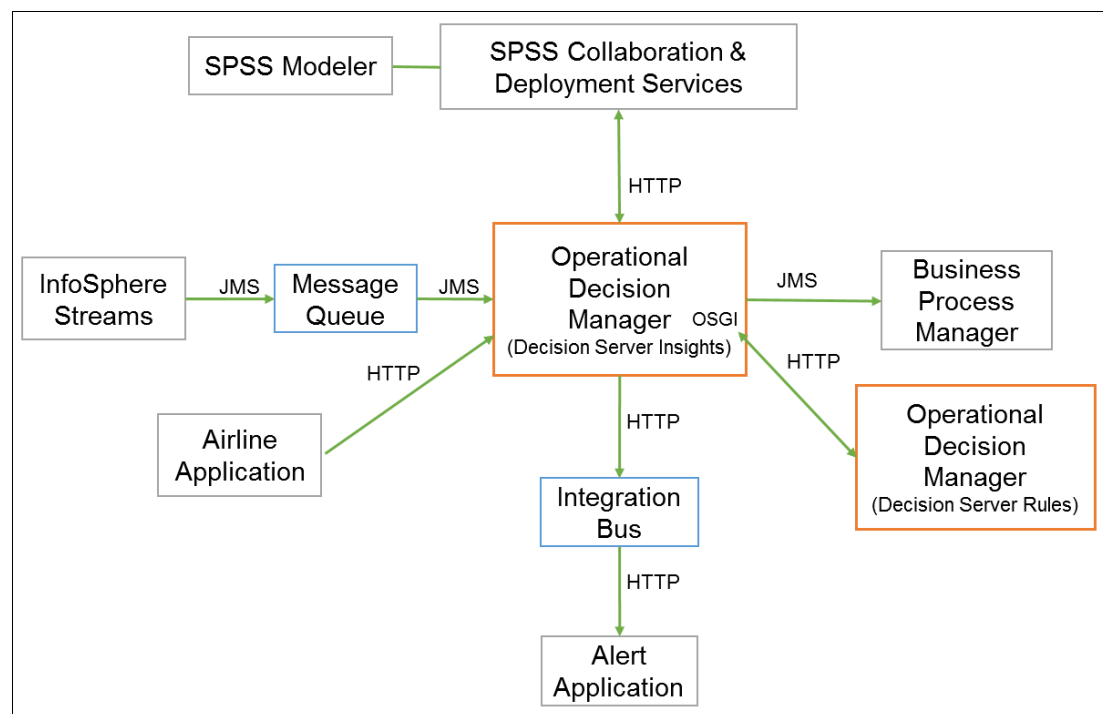 SPSS Modeler
SPSS Collaboration &
Deployment Services
HTTP
InfoSphere
Streams
JMS
Message
Queue
JMS
Operational
Decision
Manager
OSGI
(Decision Server Insights)
JMS
Business
Process
Manager
HTTP
HTTP
Airline
Application
HTTP
Operational
Decision
Manager
(Decision Server Rules)
Integration
Bus
HTTP
Alert
Application